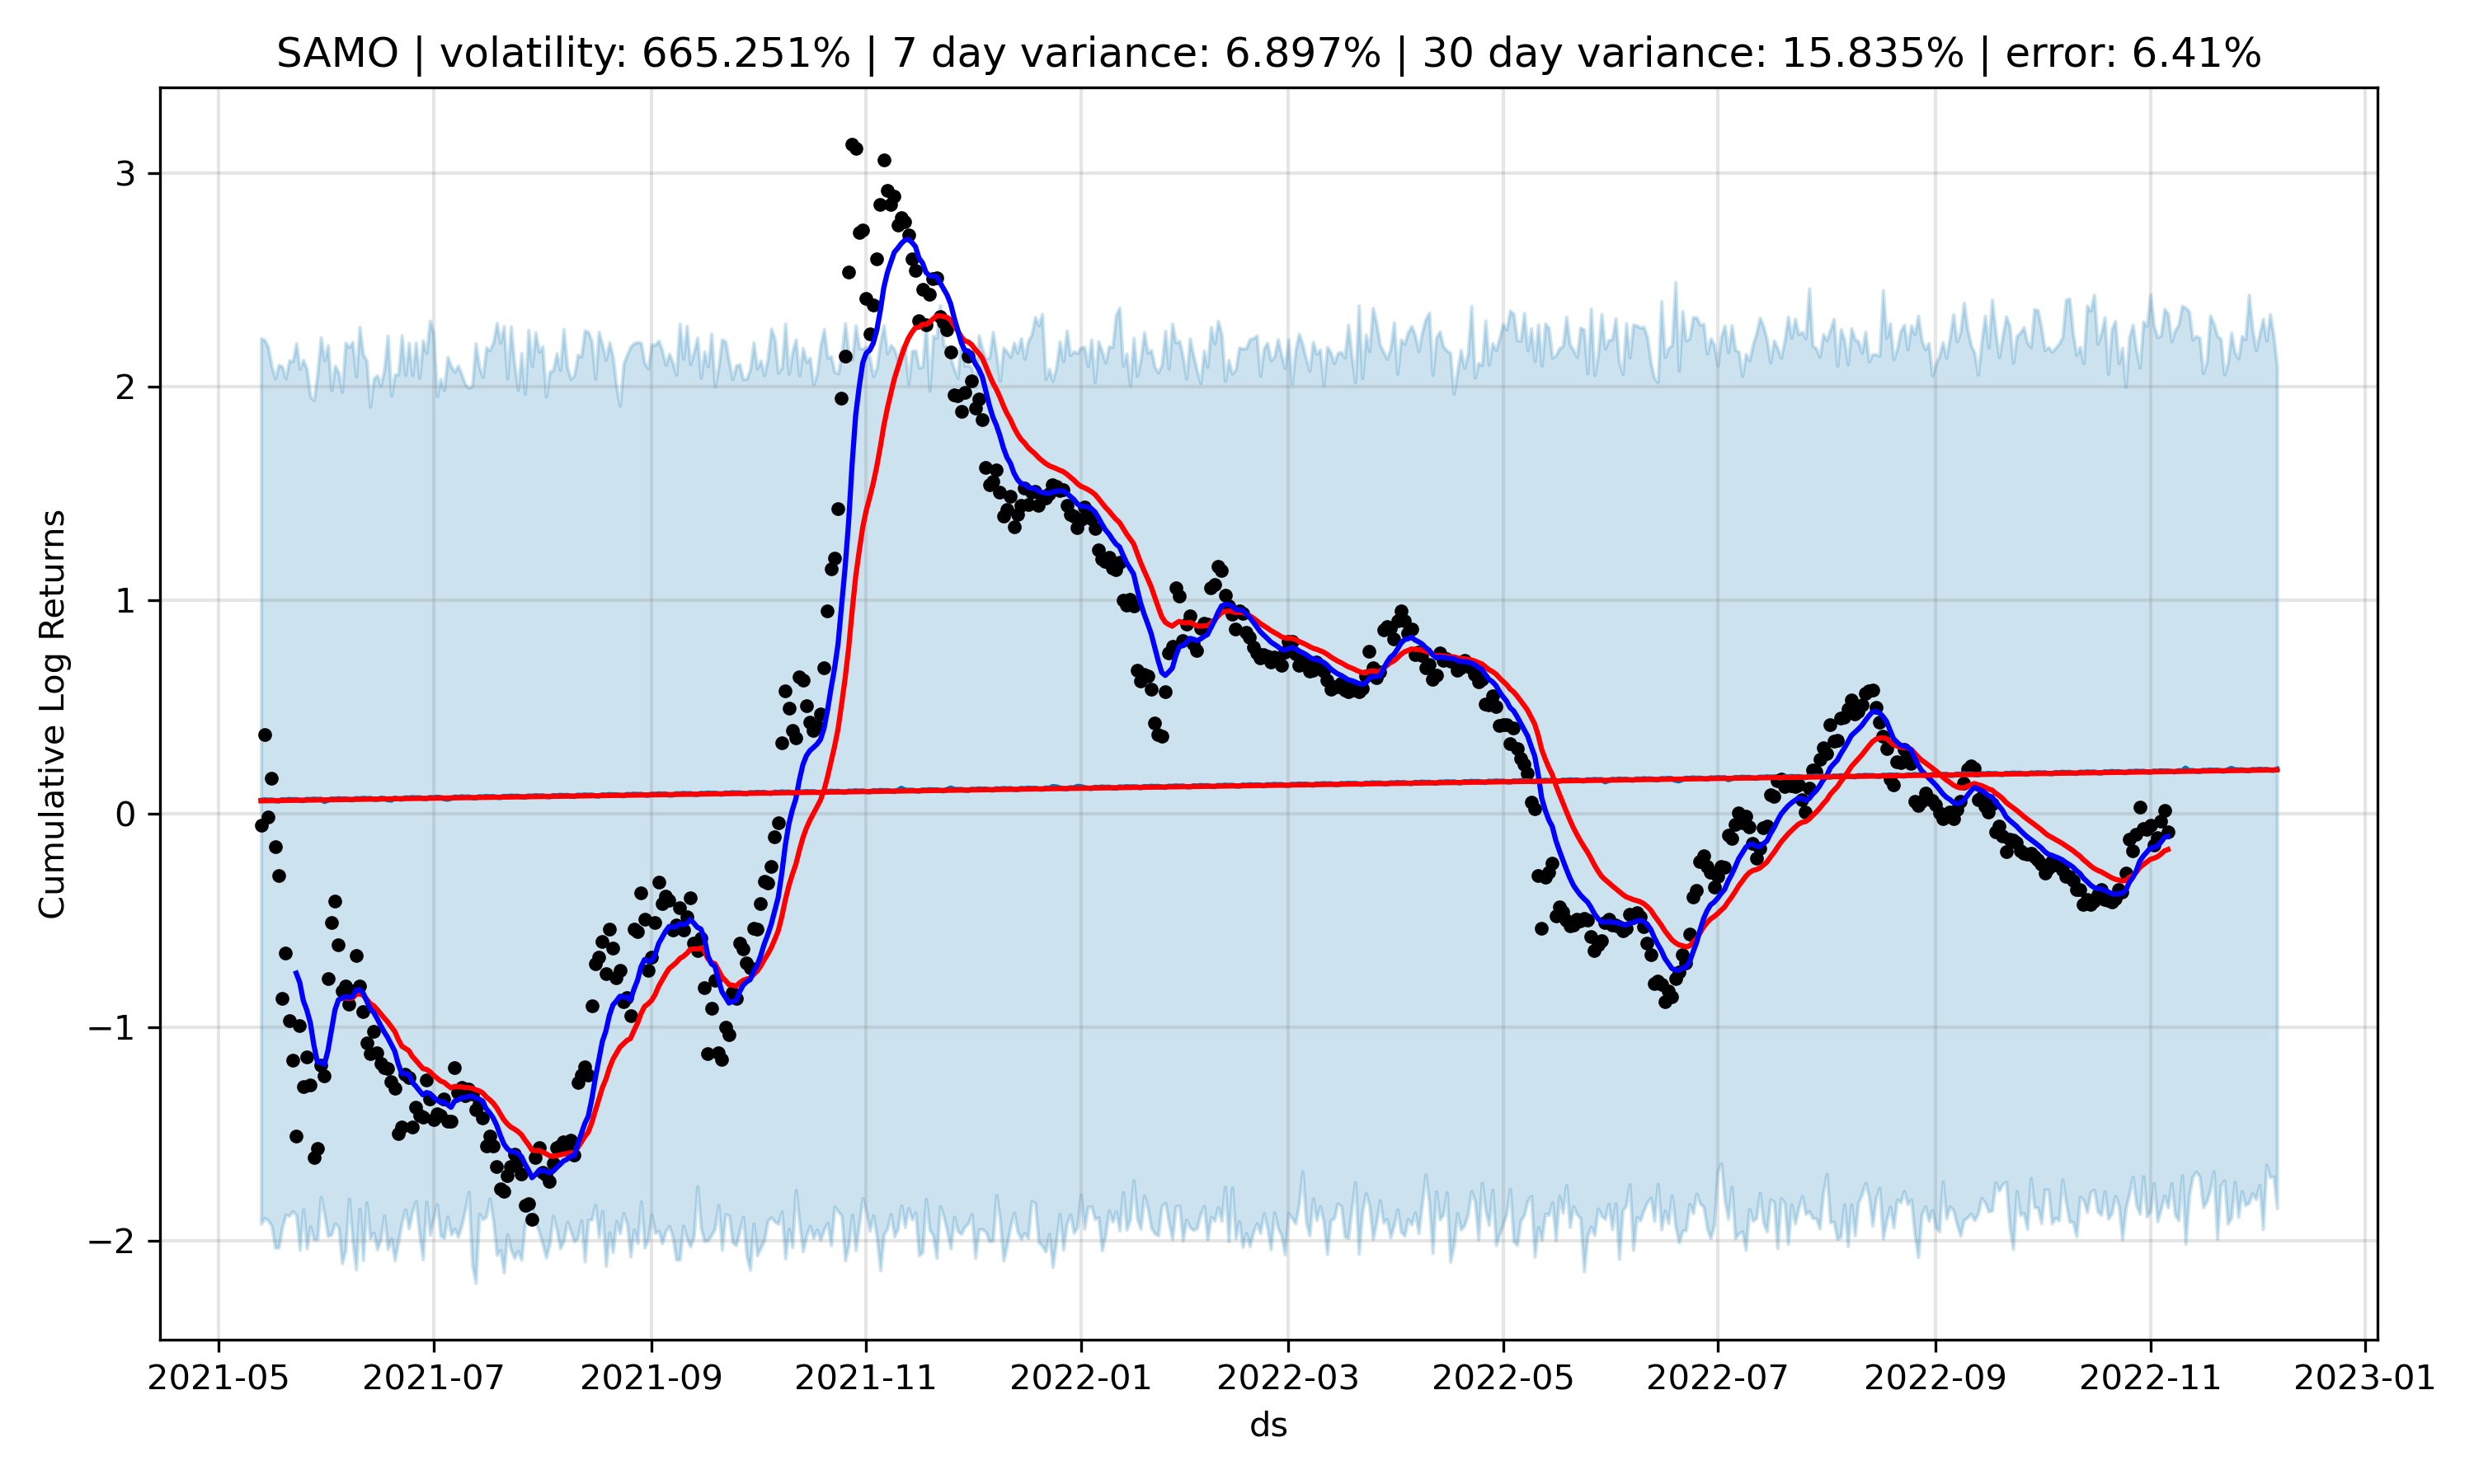 SAMO | volatility: 665.251% | 7 day variance: 6.897% | 30 day variance: 15.835% | error: 6.41%
Cumulative Log Returns
3
2
1
0
−1
−2
2021-05 2021-07 2021-09 2021-11 2022-01 2022-03 2022-05 2022-07 2022-09 2022-11 2023-01
ds